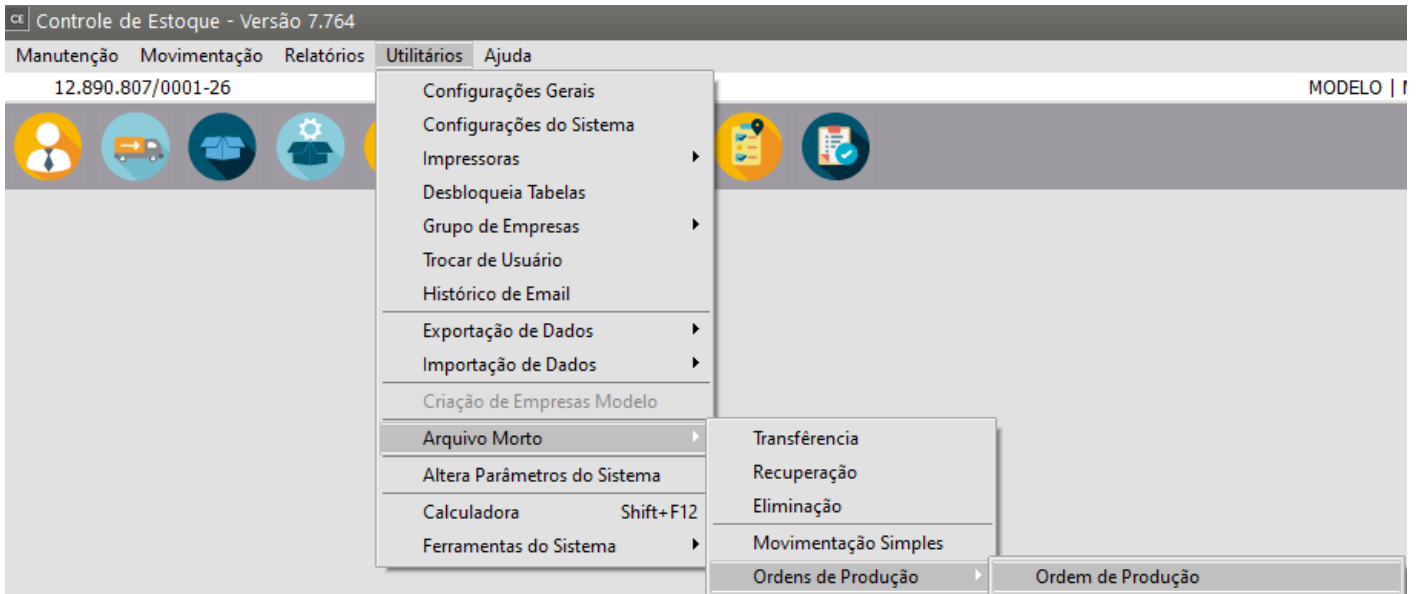 CE Controle de Estoque - Versão 7.764
Manutenção Movimentação Relatórios Utilitários Ajuda
12.890.807/0001-26 MODELO |
Configurações Gerais
Configurações do Sistema
Impressoras
Desbloqueia Tabelas
Grupo de Empresas
Trocar de Usuário
Histórico de Email
Exportação de Dados
Importação de Dados
Criação de Empresas Modelo
Arquivo Morto
Altera Parâmetros do Sistema
Calculadora Shift+F12
Ferramentas do Sistema
Transfêrencia
Recuperação
Eliminação
Movimentação Simples
Ordens de Produção
Ordem de Produção